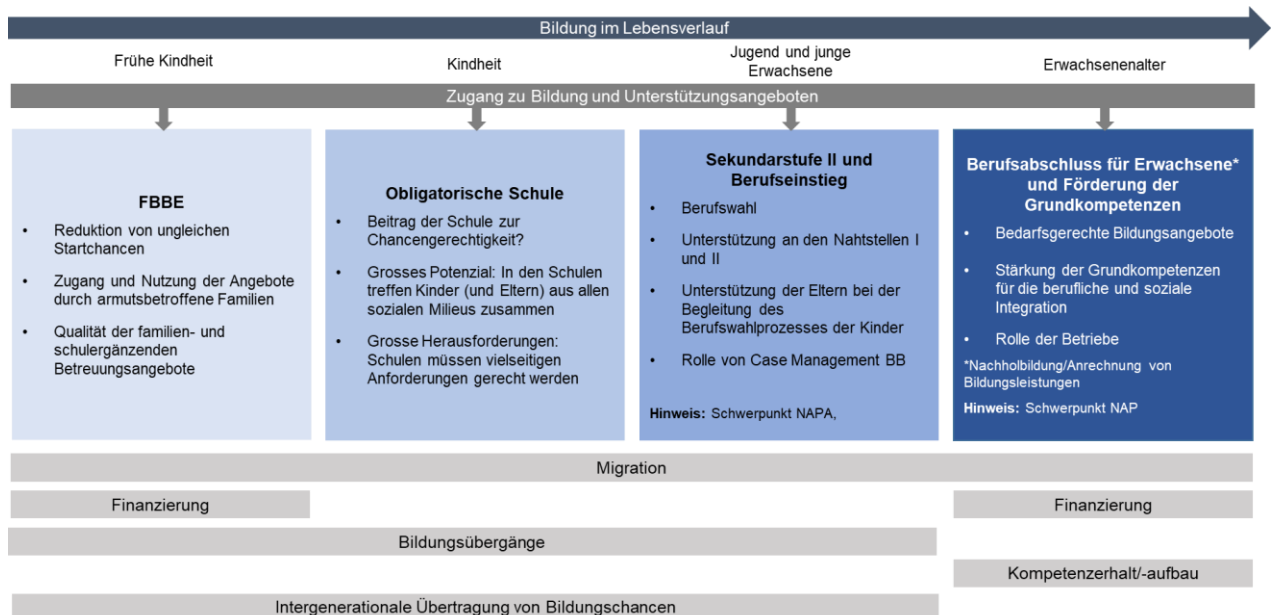 Bildung im Lebensverlauf
Frühe Kindheit
Kindheit
Jugend und junge
Erwachsene
Erwachsenenalter
Zugang zu Bildung und Unterstützungsangeboten
FBBE
• Reduktion von ungleichen
Startchancen
• Zugang und Nutzung der Angebote
durch armutsbetroffene Familien
• Qualität der familien- und
schulergänzenden
Betreuungsangebote
Obligatorische Schule
• Beitrag der Schule zur
Chancengerechtigkeit?
• Grosses Potenzial: In den Schulen
treffen Kinder (und Eltern) aus allen
sozialen Milieus zusammen
• Grosse Herausforderungen:
Schulen müssen vielseitigen
Anforderungen gerecht werden
Sekundarstufe II und
Berufseinstieg
• Berufswahl
• Unterstützung an den Nahtstellen I
und II
• Unterstützung der Eltern bei der
Begleitung des
Berufswahlprozesses der Kinder
• Rolle von Case Management BB
Hinweis: Schwerpunkt NAPA,
Berufsabschluss für Erwachsene*
und Förderung der
Grundkompetenzen
• Bedarfsgerechte Bildungsangebote
• Stärkung der Grundkompetenzen
für die berufliche und soziale
Integration
• Rolle der Betriebe
*Nachholbildung/Anrechnung von
Bildungsleistungen
Hinweis: Schwerpunkt NAP
Migration
Finanzierung
Finanzierung
Bildungsübergänge
Kompetenzerhalt/-aufbau
Intergenerationale Übertragung von Bildungschancen